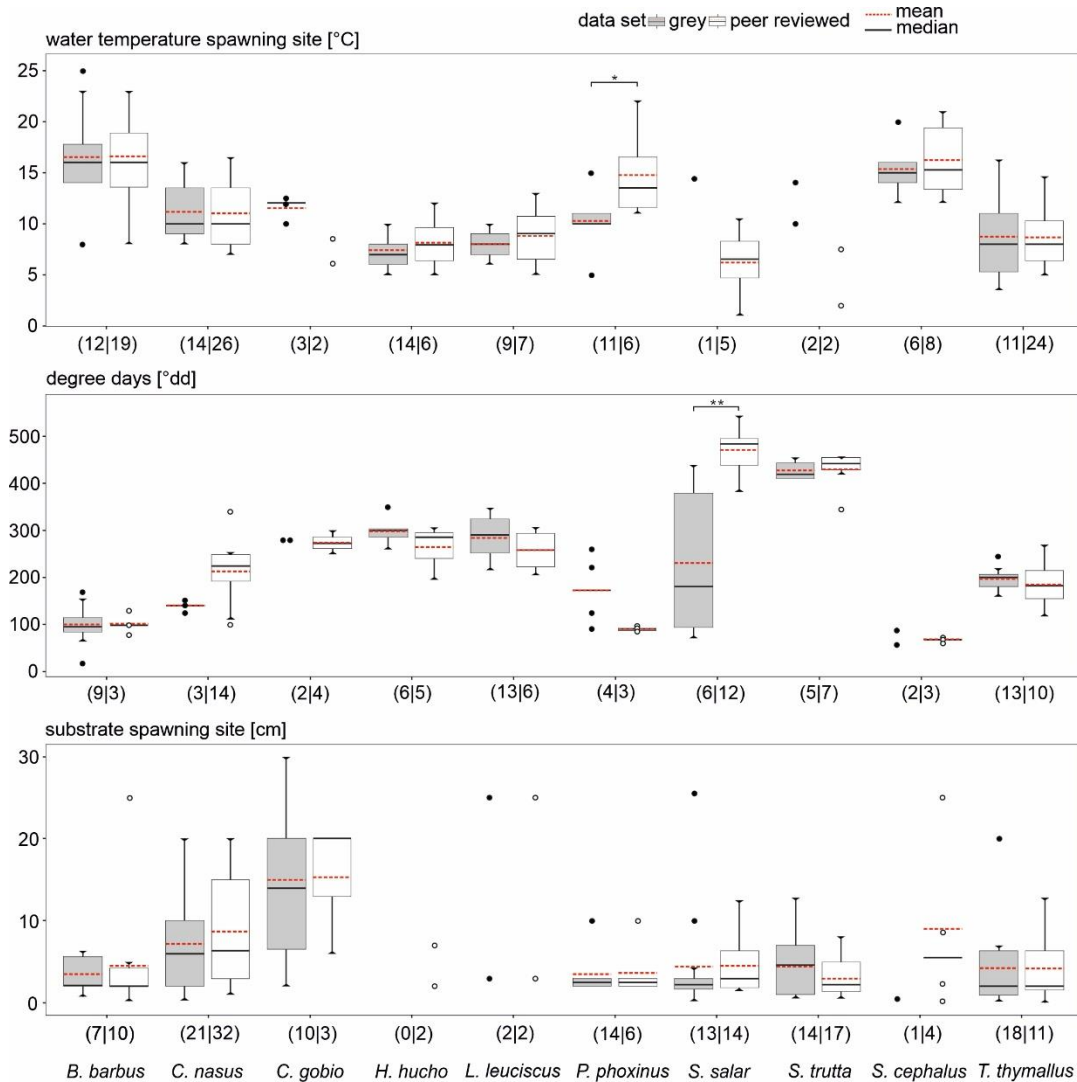 data set grey peer reviewed mean
median
water temperature spawning site [°C]
25
20
15
10
5
0
*
(12|19) (14|26) (3|2) (14|6) (9|7) (11|6) (1|5) (2|2) (6|8) (11|24)
degree days [°dd]
500
400
300
200
100
0
**
(9|3) (3|14) (2|4) (6|5) (13|6) (4|3) (6|12) (5|7) (2|3) (13|10)
substrate spawning site [cm]
30
20
10
0
(7|10) (21|32) (10|3) (0|2) (2|2) (14|6) (13|14) (14|17) (1|4) (18|11)
B. barbus C. nasus C. gobio H. hucho L. leuciscus P. phoxinus S. salar S. trutta S. cephalus T. thymallus